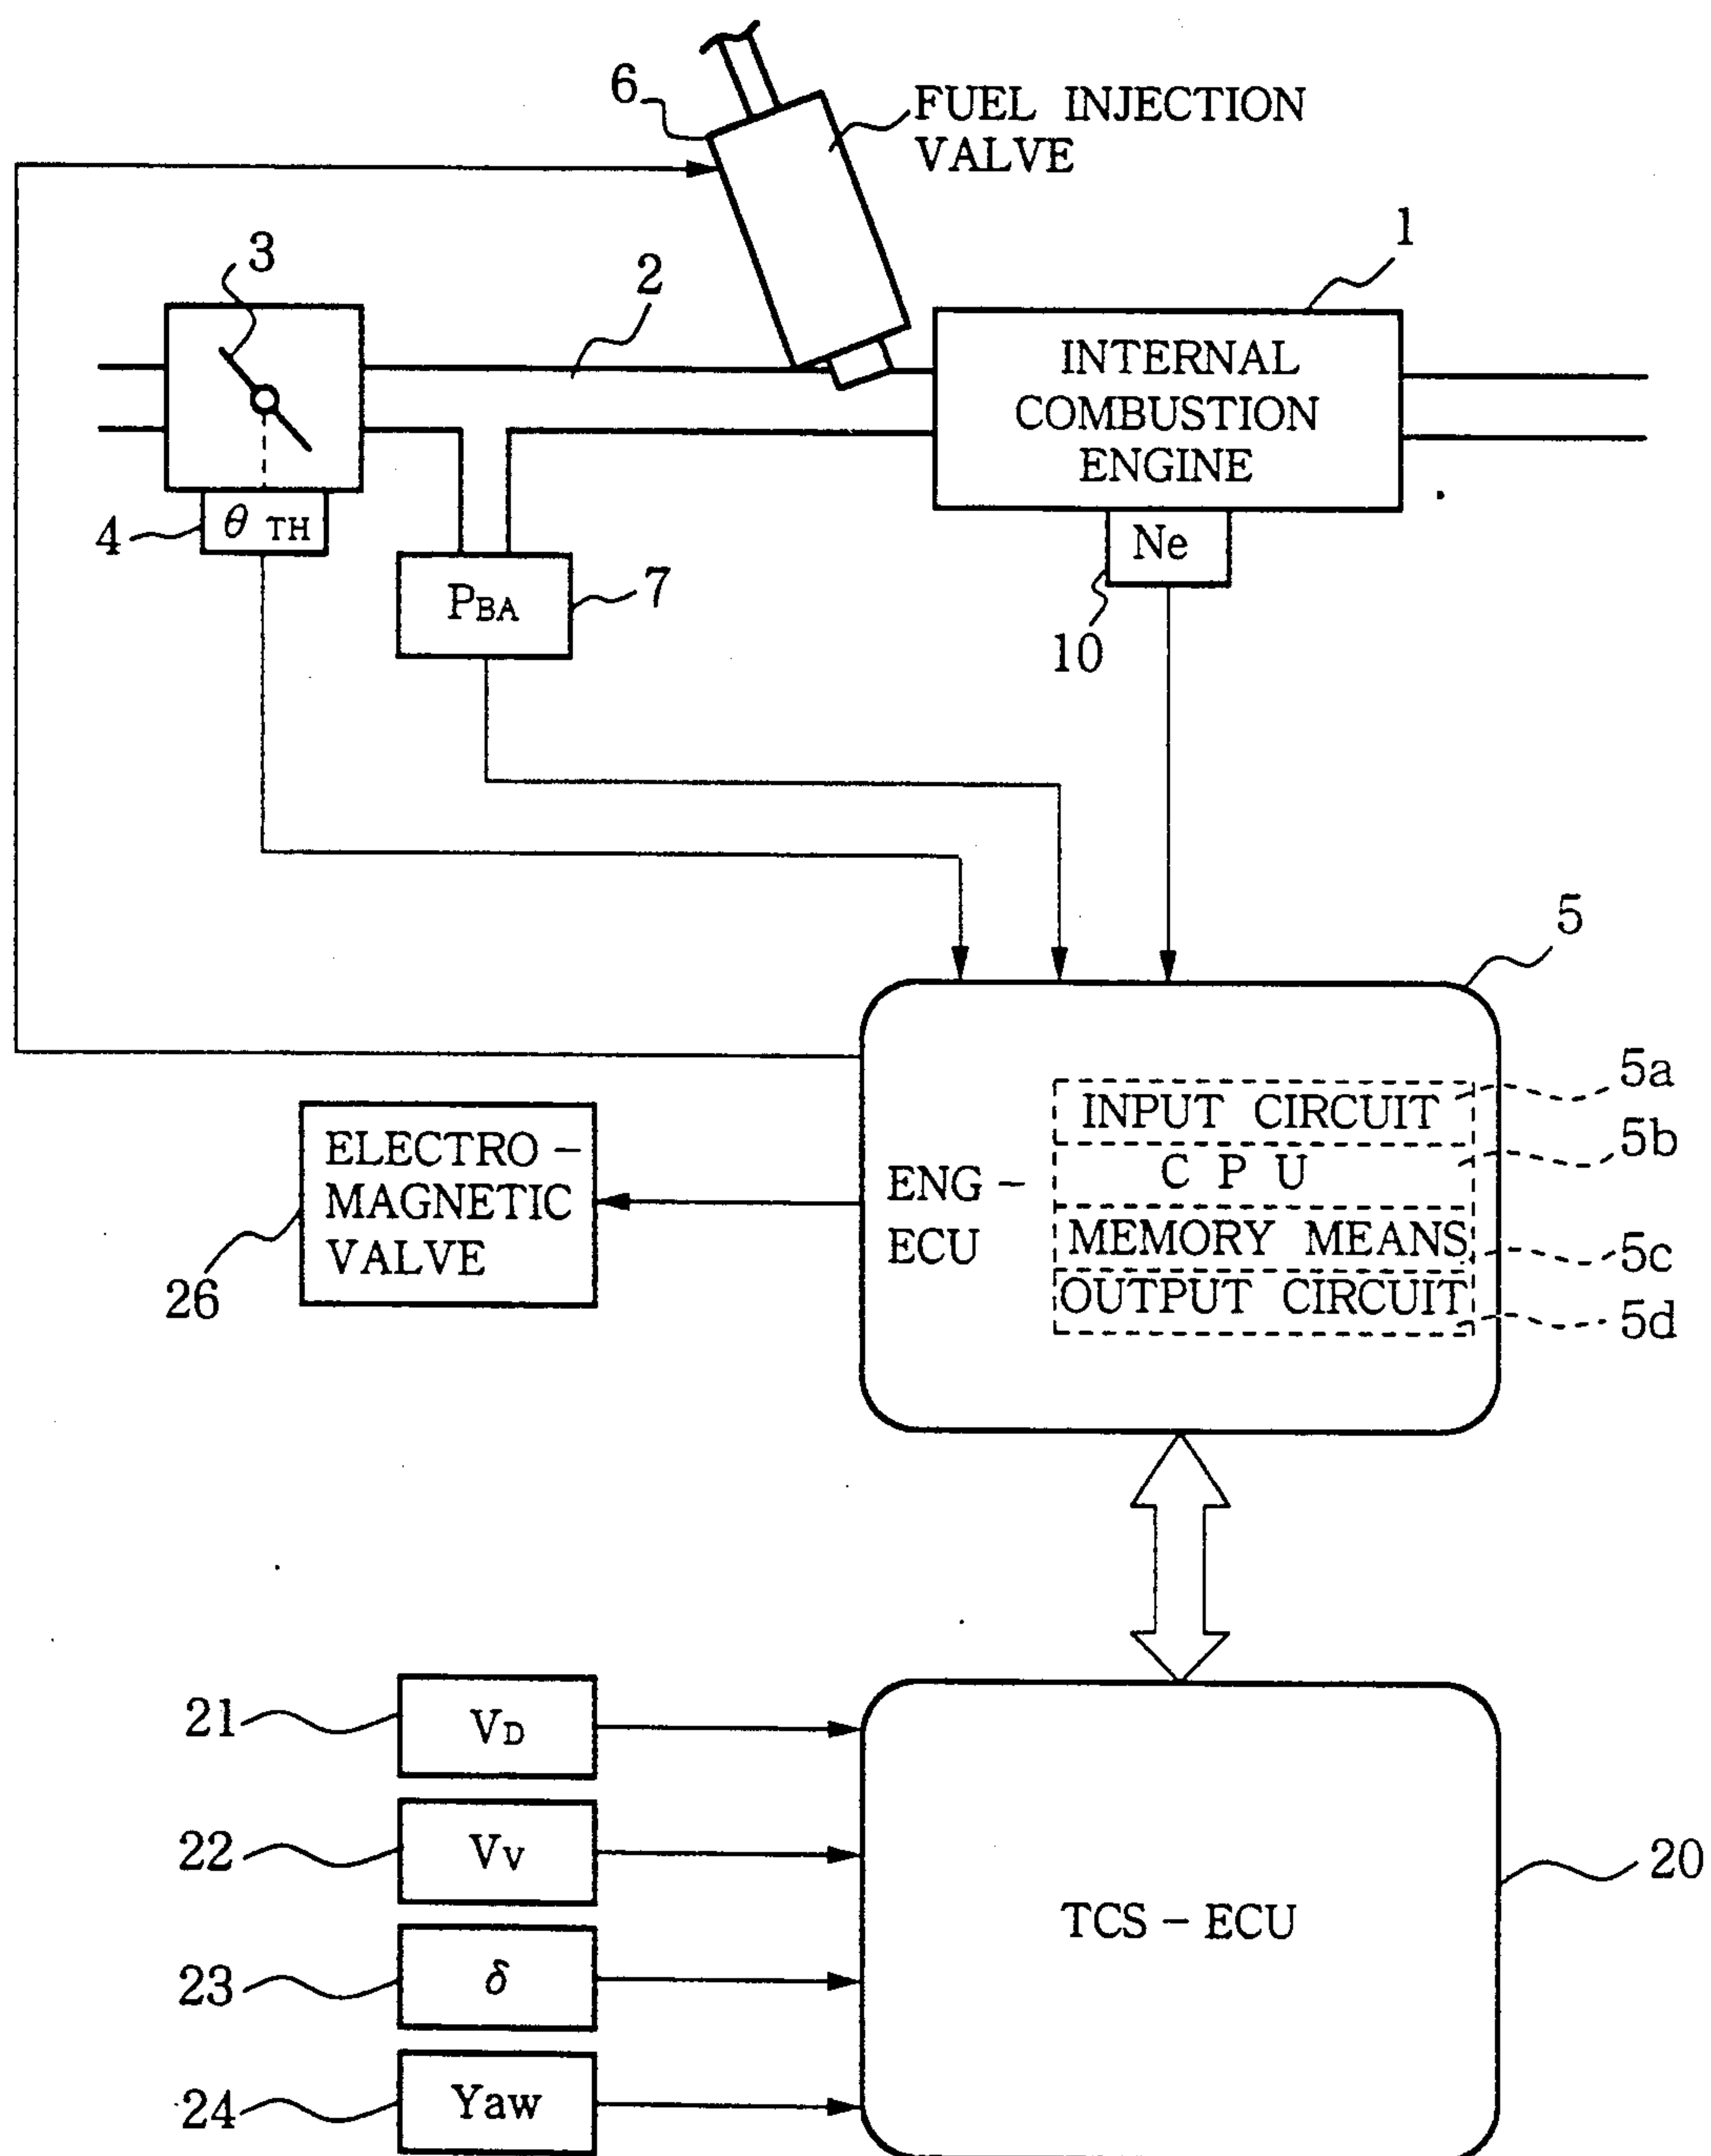 6
FUEL INJECTION
VALVE
1
3
2
INTERNAL
COMBUSTION
ENGINE
4
θ TH
PBA
7
Ne
10
5
5a
INPUT CIRCUIT
5b
C P U
ELECTRO -
MAGNETIC
VALVE
ENG -
ECU
MEMORY MEANS
5c
OUTPUT CIRCUIT
5d
26
21
VD
22
VV
20
TCS - ECU
23
δ
24
Yaw